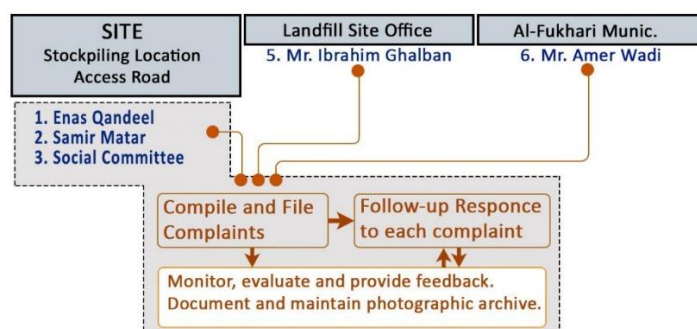 SITE
Stockpiling Location
Access Road
Landfill Site Office
5. Mr. Ibrahim Ghalban
Al-Fukhari Munic.
6. Mr. Amer Wadi
1. Enas Qandeel
2. Samir Matar
3. Social Committee
Compile and File
Complaints
Follow-up Responce
to each complaint
Monitor, evaluate and provide feedback.
Document and maintain photographic archive.